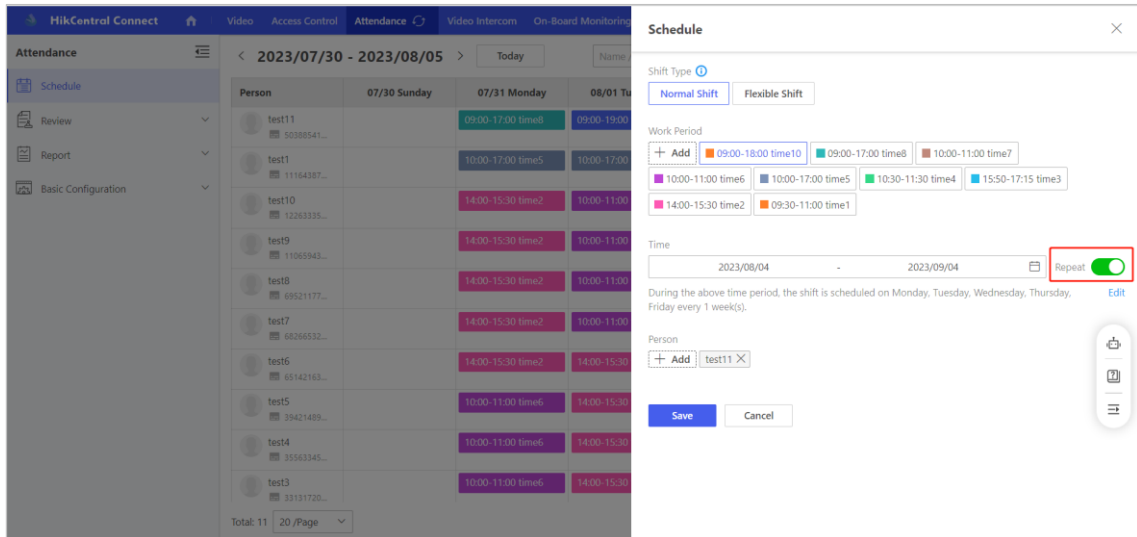 HikCentral Connect
Video Access Control Attendance Video Intercom On-Board Monitoring
Attendance
Schedule
Review
Report
Basic Configuration
2023/07/30 - 2023/08/05 Today Name /
Person 07/30 Sunday 07/31 Monday 08/01 Tu
test11 09:00-17:00 time8 09:00-19:00
50388541...
test1 10:00-17:00 time5 10:00-17:00
11164387...
test10 14:00-15:30 time2 10:00-11:00
12263335...
test9 14:00-15:30 time2 10:00-11:00
11065943...
test8 14:00-15:30 time2 10:00-11:00
69521177...
test7 14:00-15:30 time2 10:00-11:00
68266532...
test6 14:00-15:30 time2 14:00-15:30
65142163...
test5 10:00-11:00 time6 14:00-15:30
39421489...
test4 10:00-11:00 time6 14:00-15:30
35563345...
test3 10:00-11:00 time6 14:00-15:30
33151720...
Total: 11 20 /Page
Schedule
Shift Type
Normal Shift Flexible Shift
Work Period
+ Add 09:00-18:00 time10 09:00-17:00 time8 10:00-11:00 time7
10:00-11:00 time6 10:00-17:00 time5 10:30-11:30 time4 15:50-17:15 time3
14:00-15:30 time2 09:30-11:00 time1
Time
2023/08/04 - 2023/09/04 Repeat
During the above time period, the shift is scheduled on Monday, Tuesday, Wednesday, Thursday, Edit
Friday every 1 week(s).
Person
+ Add test11
Save Cancel